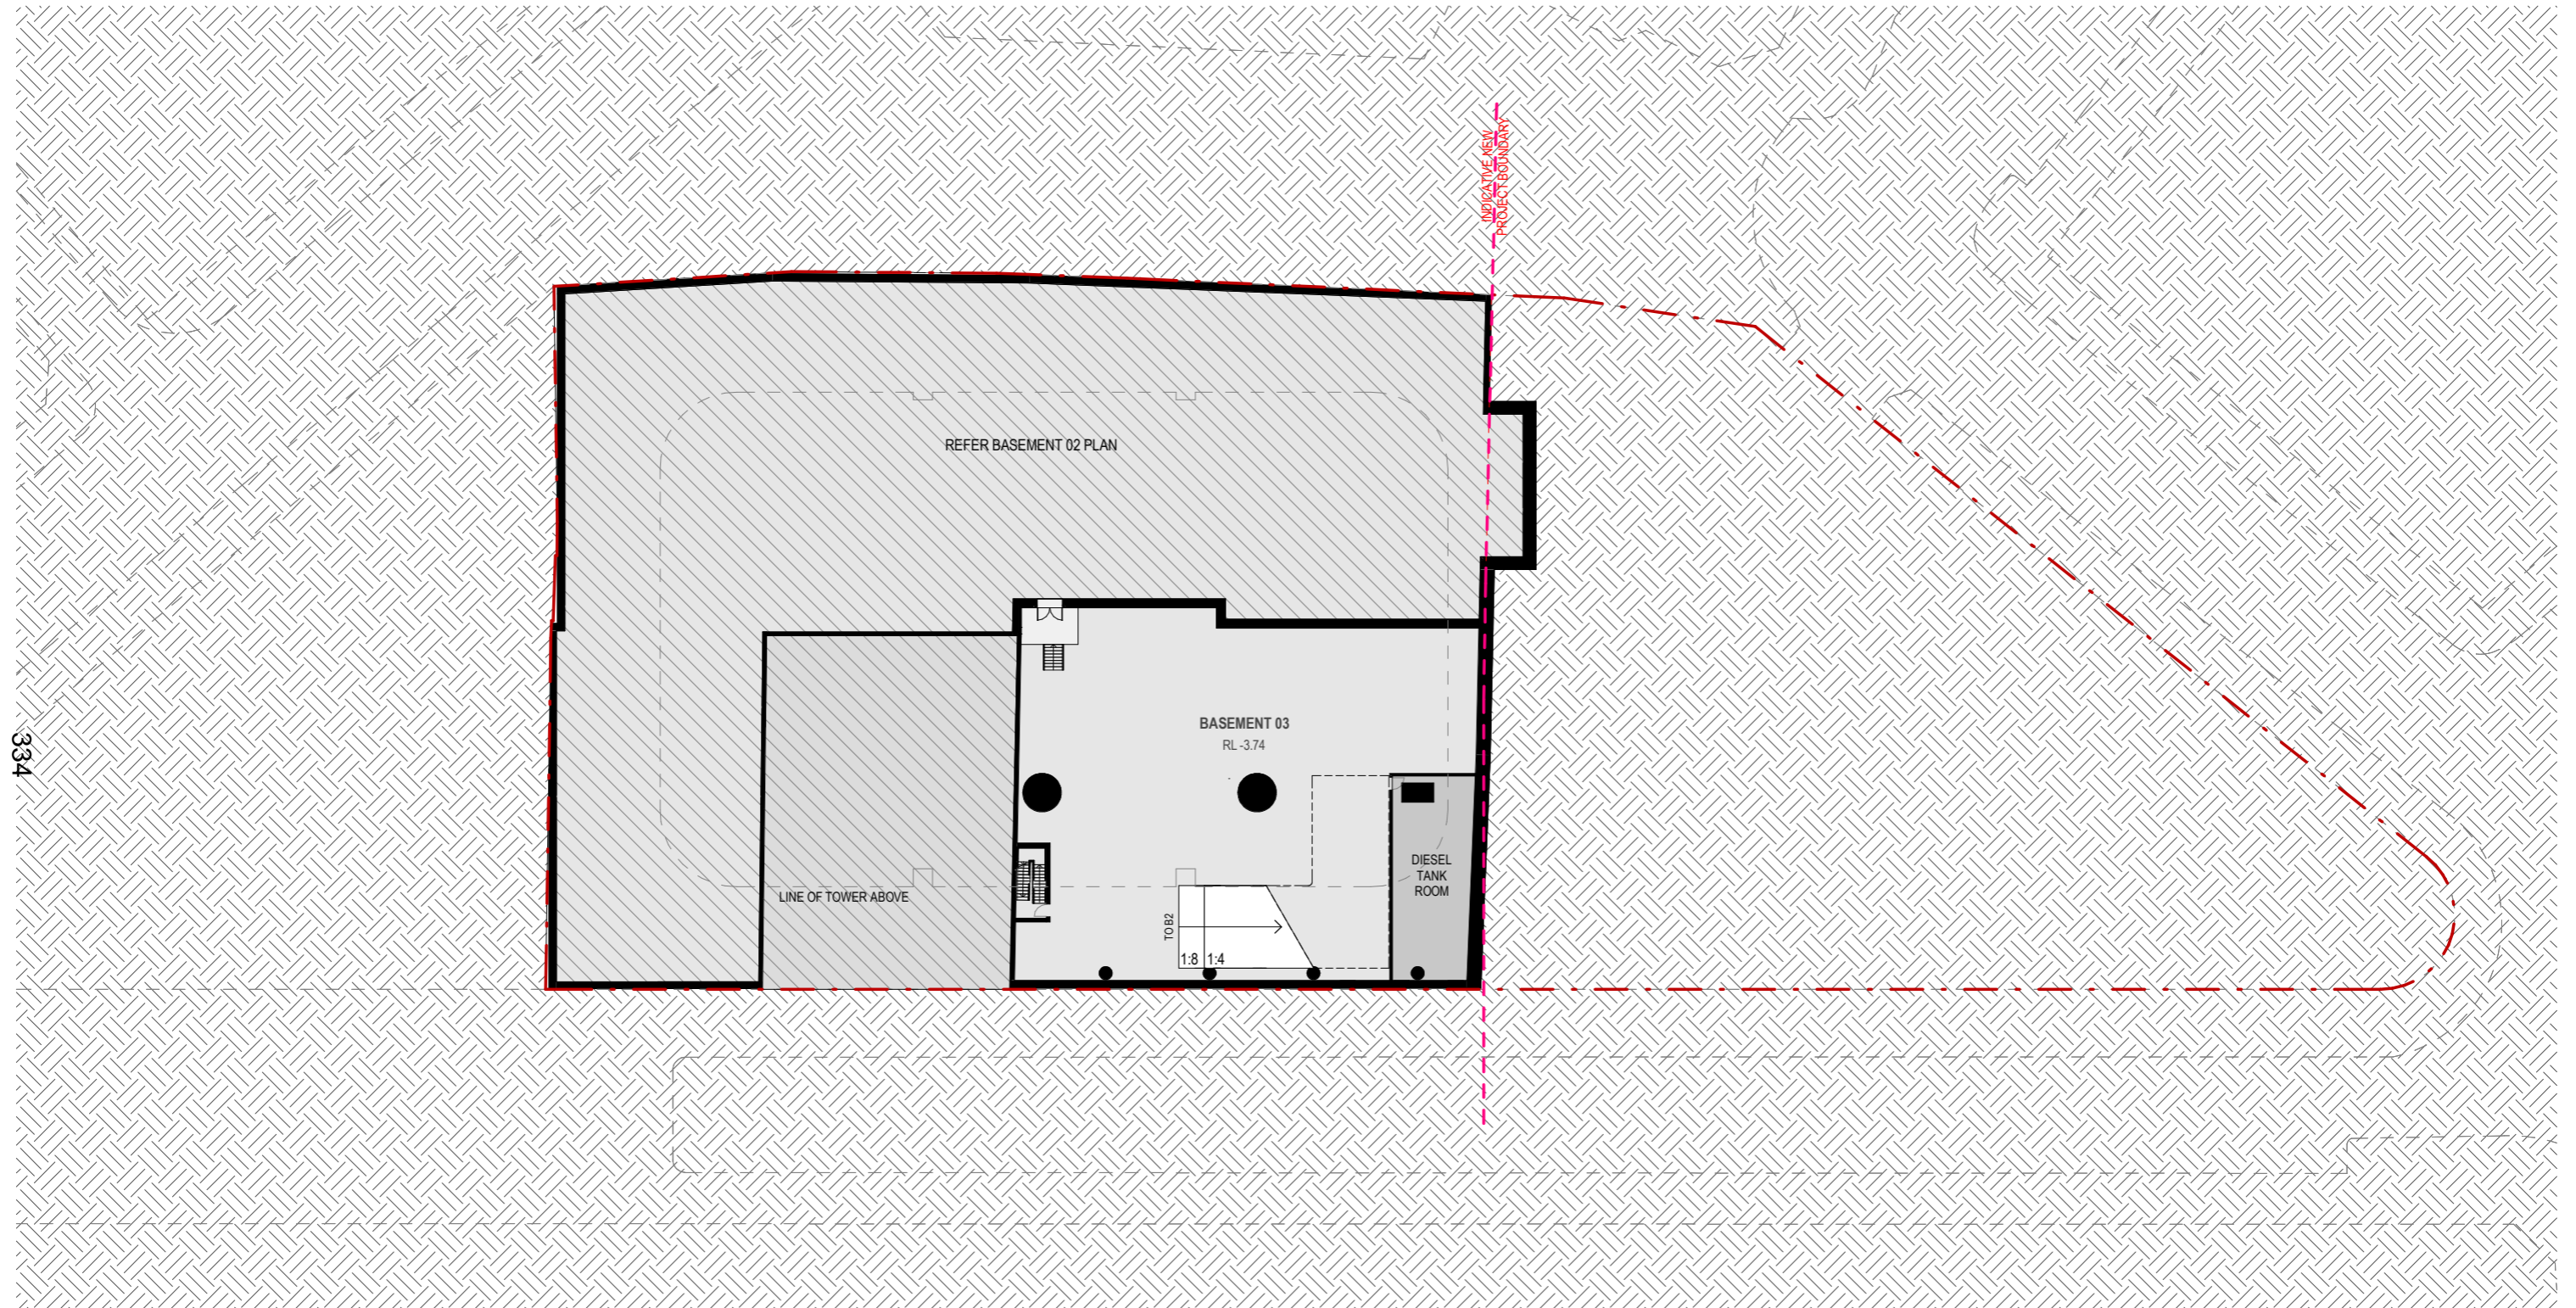 INDICATIVE NEW
PROJECT BOUNDARY
REFER BASEMENT 02 PLAN
BASEMENT 03
RL -3.74
334
DIESEL
TANK
ROOM
LINE OF TOWER ABOVE
TO B2
1:8
1:4